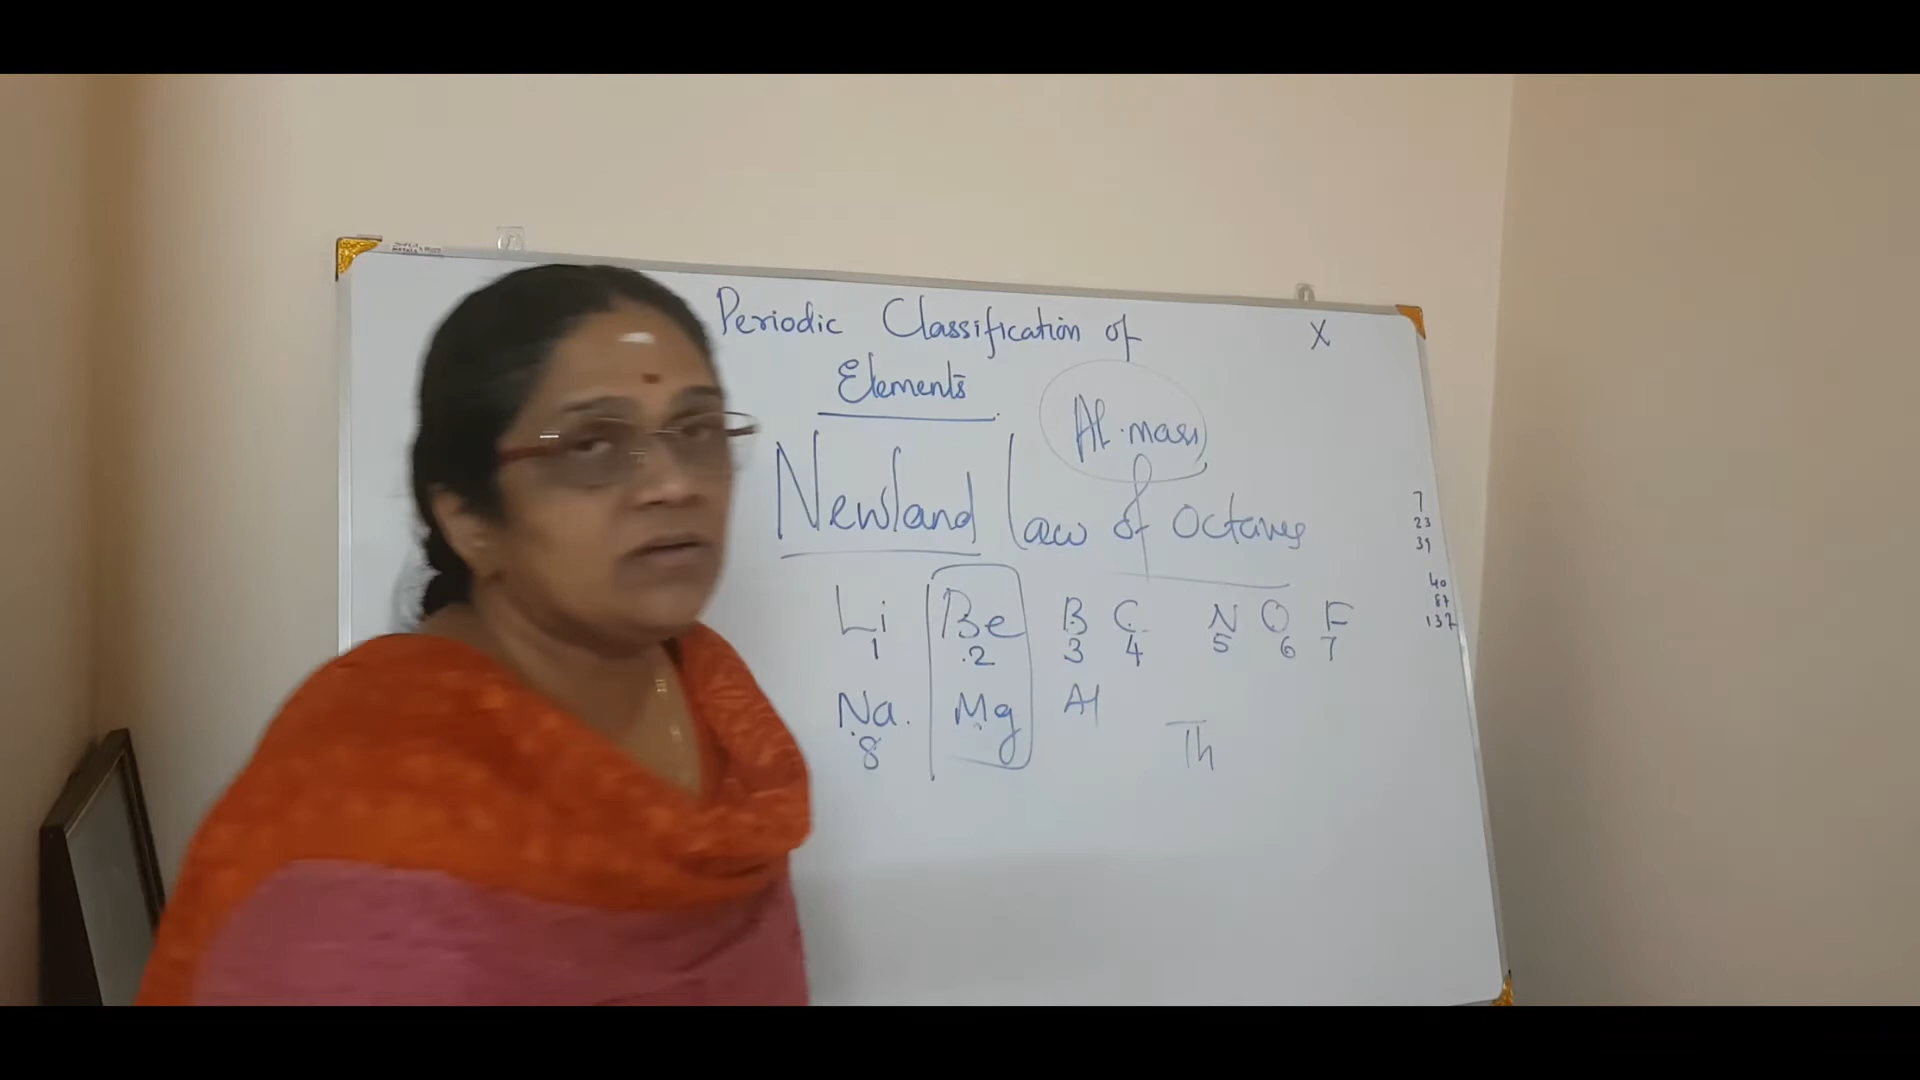 Periodic Classification of X
Elements
At. mass
Newland Law of Octaves
7
23
39
40
87
137
Li Be B C N O F
1 2 3 4 5 6 7
Na. Mg Al
8
Th